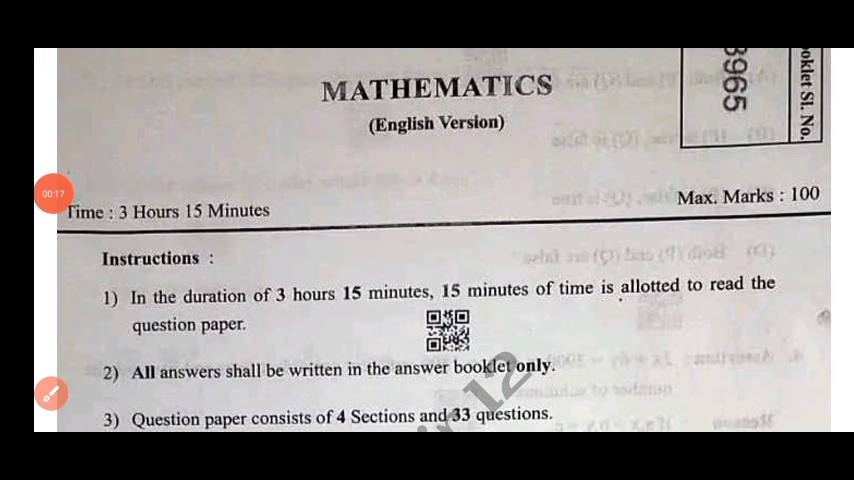 MATHEMATICS
(English Version)
3965
ooklet Sl. No.
00:17
Time : 3 Hours 15 Minutes
Max. Marks : 100
Instructions :
1) In the duration of 3 hours 15 minutes, 15 minutes of time is allotted to read the
question paper.
2) All answers shall be written in the answer booklet only.
3) Question paper consists of 4 Sections and 33 questions.
12